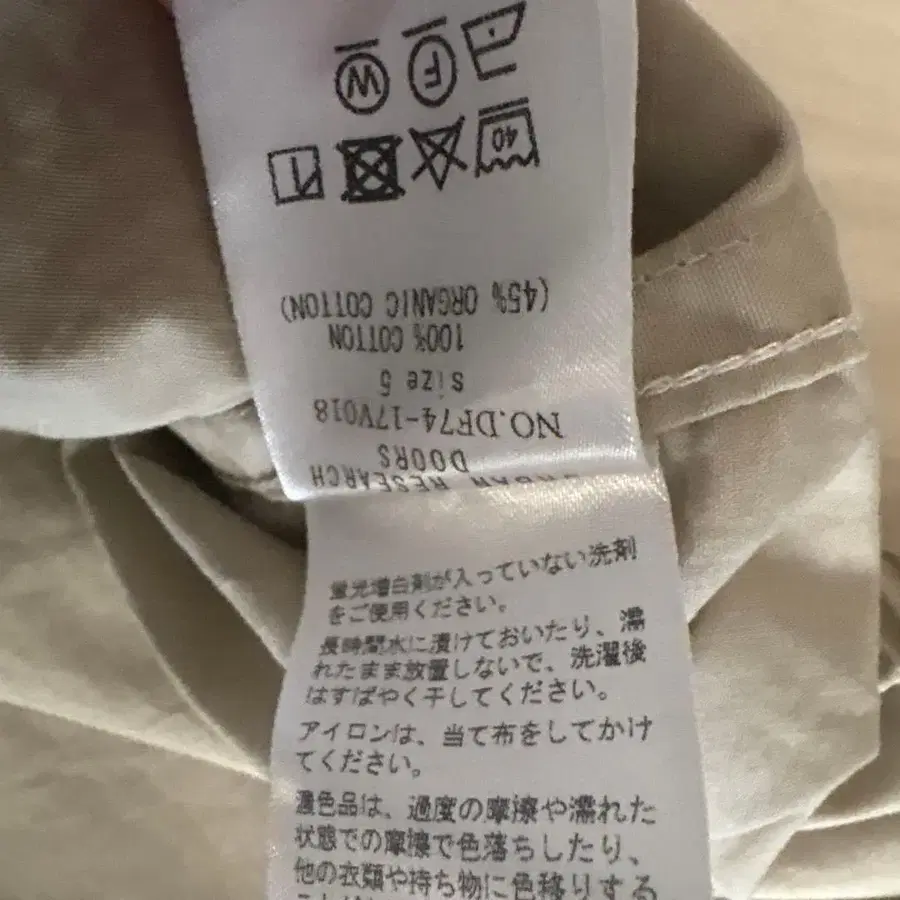 URBAN RESEARCH
DOORS
NO.DF74-17Y018
Size 5
100% COTTON
(45% ORGANIC COTTON)
40
F W
蛍光増白剤が入っていない洗剤
をご使用ください。
長時間水に漬けておいたり、濡
れたまま放置しないで、洗濯後
はすばやく干してください。
アイロンは、当て布をしてかけ
てください。
濃色品は、過度の摩擦や濡れた
状態での摩擦で色落ちしたり、
他の衣類や持ち物に色移りする